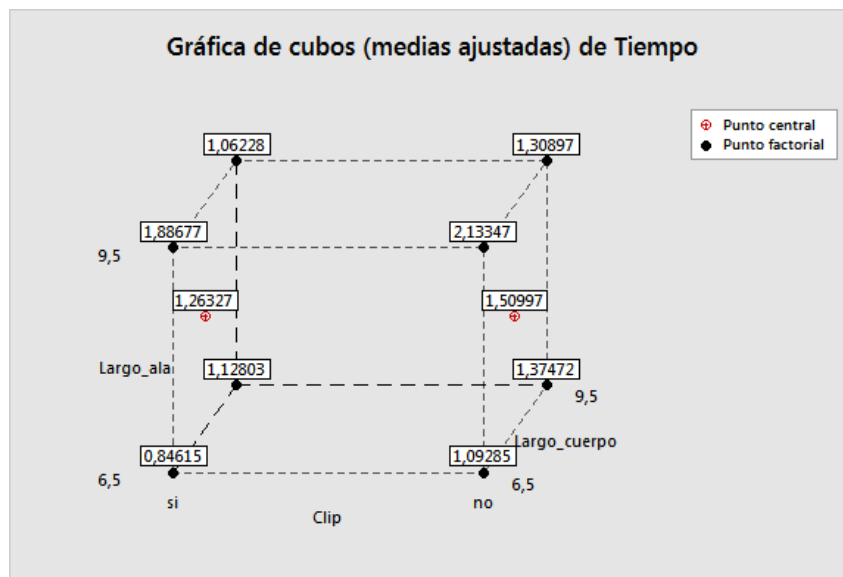 Gráfica de cubos (medias ajustadas) de Tiempo
Punto central
Punto factorial
1,06228
1,30897
1,88677
2,13347
9,5
1,26327
1,50997
Largo_ala
1,12803
1,37472
9,5
Largo_cuerpo
0,84615
1,09285
6,5
6,5
si
no
Clip